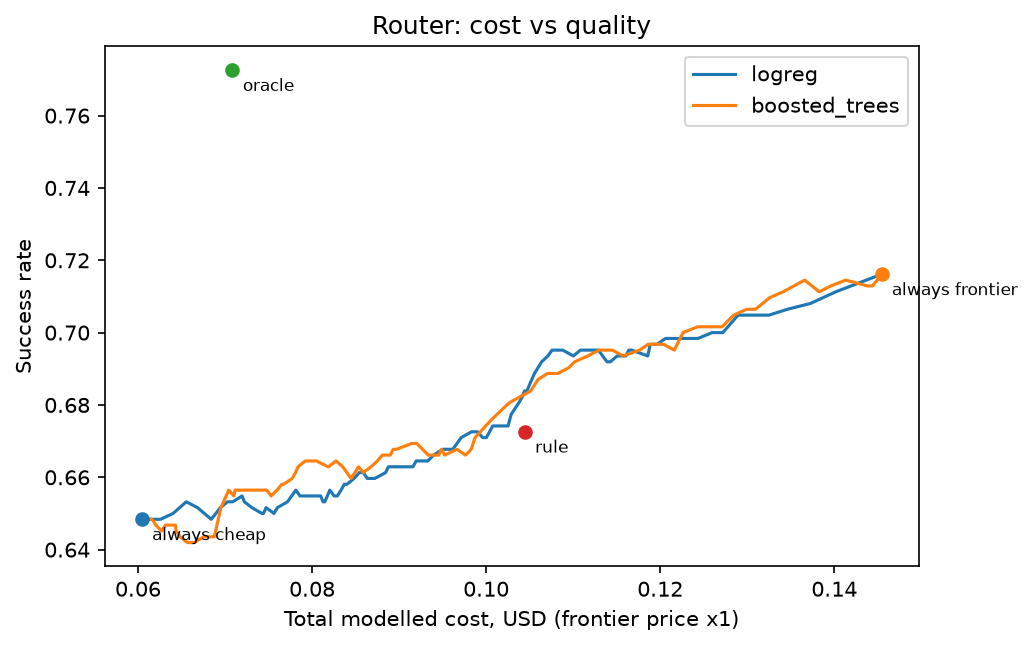 Router: cost vs quality
logreg
boosted_trees
oracle
always frontier
rule
always cheap
Success rate
0.76
0.74
0.72
0.70
0.68
0.66
0.64
0.06 0.08 0.10 0.12 0.14
Total modelled cost, USD (frontier price x1)